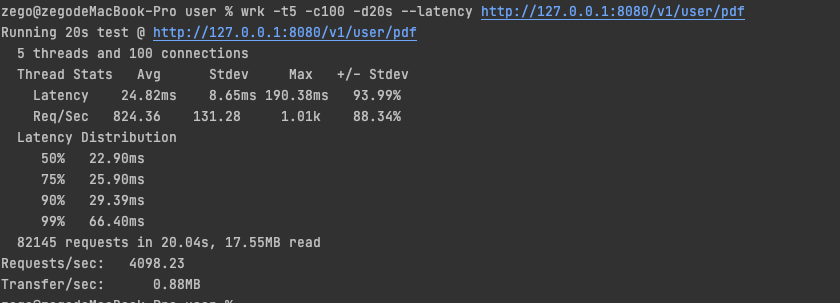 zego@zegodeMacBook-Pro user % wrk -t5 -c100 -d20s --latency http://127.0.0.1:8080/v1/user/pdf
Running 20s test @ http://127.0.0.1:8080/v1/user/pdf
  5 threads and 100 connections
  Thread Stats   Avg      Stdev     Max   +/- Stdev
    Latency    24.82ms    8.65ms 190.38ms   93.99%
    Req/Sec   824.36    131.28     1.01k    88.34%
  Latency Distribution
     50%   22.90ms
     75%   25.90ms
     90%   29.39ms
     99%   66.40ms
  82145 requests in 20.04s, 17.55MB read
Requests/sec:   4098.23
Transfer/sec:      0.88MB
zego@zegodeMacBook-Pro user %